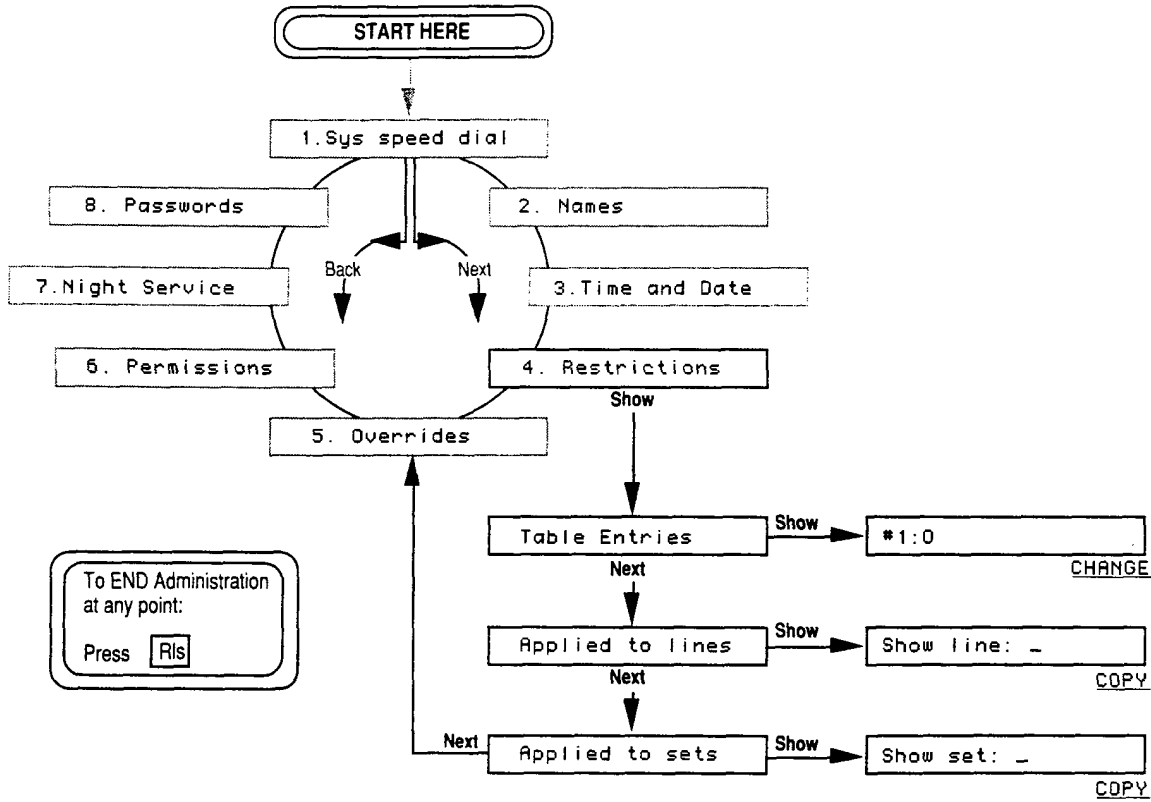 START HERE
1.Sys speed dial
8. Passwords
2. Names
Back
Next
7.Night Service
3.Time and Date
6. Permissions
4. Restrictions
Show
5. Overrides
Table Entries
Show
#1:0
CHANGE
Next
To END Administration
at any point:
Press Rls
Applied to lines
Show
Show line: _
COPY
Next
Next
Applied to sets
Show
Show set: _
COPY